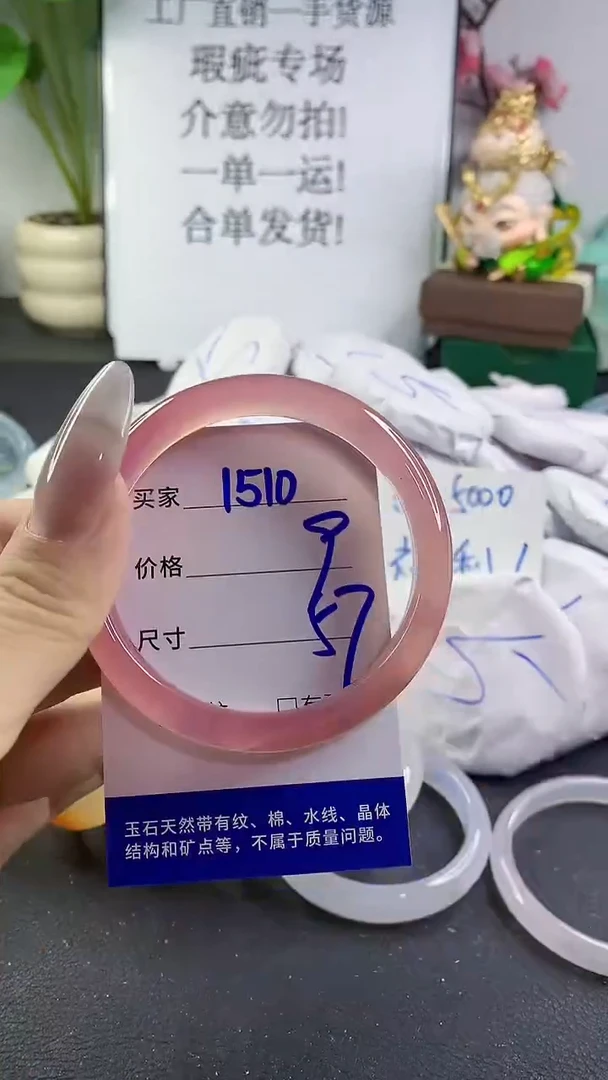 工厂直销一手货源
瑕疵专场
介意勿拍!
一单一运!
合单发货!
买家 1510
价格
尺寸 57
5000
玉石天然带有纹、棉、水线、晶体
结构和矿点等，不属于质量问题。